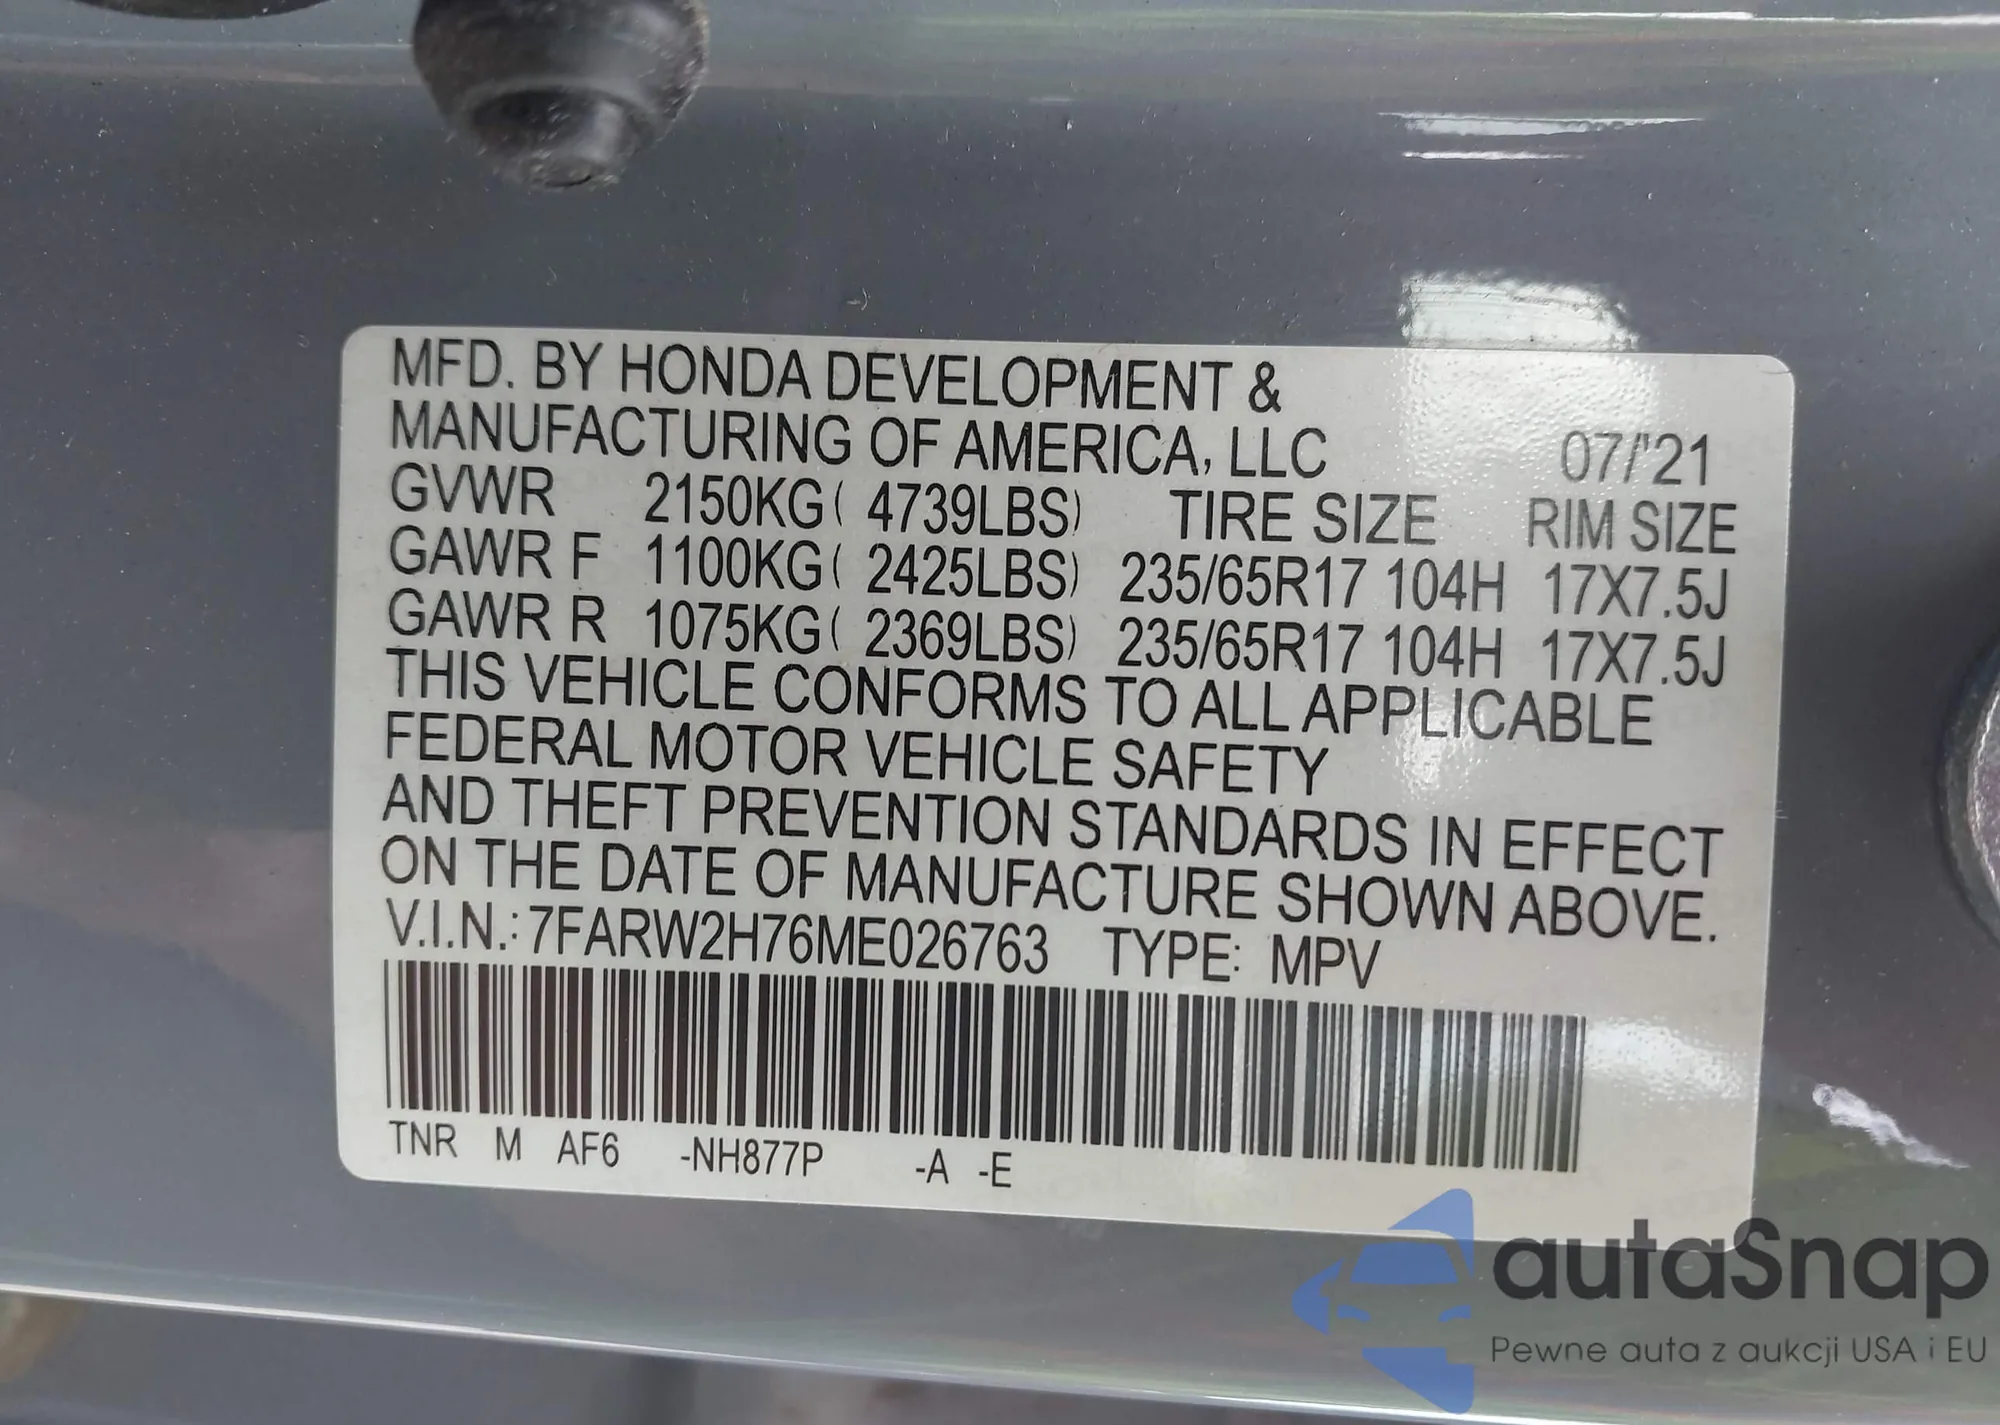 MFD. BY HONDA DEVELOPMENT &
MANUFACTURING OF AMERICA, LLC 07/'21
GVWR 2150KG( 4739LBS) TIRE SIZE RIM SIZE
GAWR F 1100KG( 2425LBS) 235/65R17 104H 17X7.5J
GAWR R 1075KG( 2369LBS) 235/65R17 104H 17X7.5J
THIS VEHICLE CONFORMS TO ALL APPLICABLE
FEDERAL MOTOR VEHICLE SAFETY
AND THEFT PREVENTION STANDARDS IN EFFECT
ON THE DATE OF MANUFACTURE SHOWN ABOVE.
V.I.N.: 7FARW2H76ME026763 TYPE: MPV
TNR M AF6 -NH877P -A -E
autaSnap
Pewne auta z aukcji USA i EU